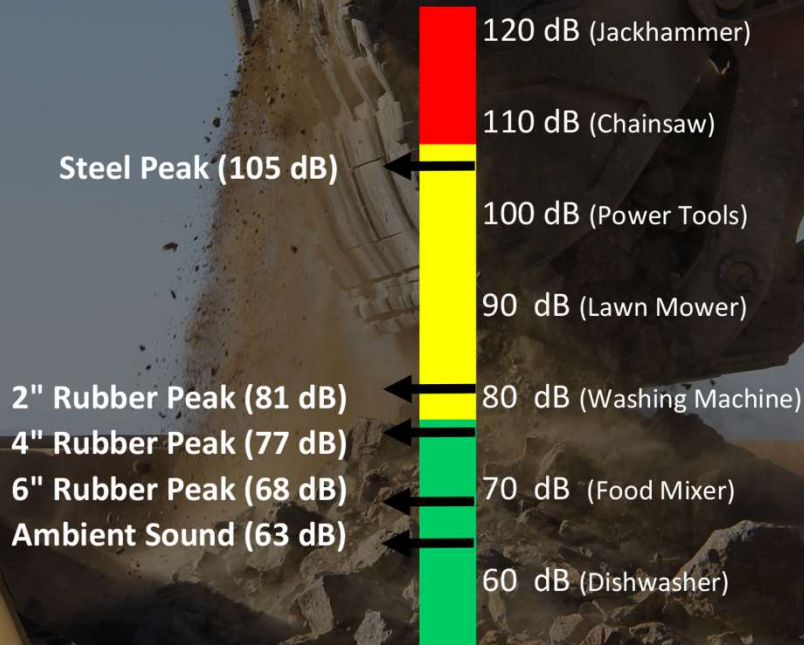 120 dB (Jackhammer)
110 dB (Chainsaw)
Steel Peak (105 dB)
100 dB (Power Tools)
90 dB (Lawn Mower)
2" Rubber Peak (81 dB)
80 dB (Washing Machine)
4" Rubber Peak (77 dB)
6" Rubber Peak (68 dB)
70 dB (Food Mixer)
Ambient Sound (63 dB)
60 dB (Dishwasher)